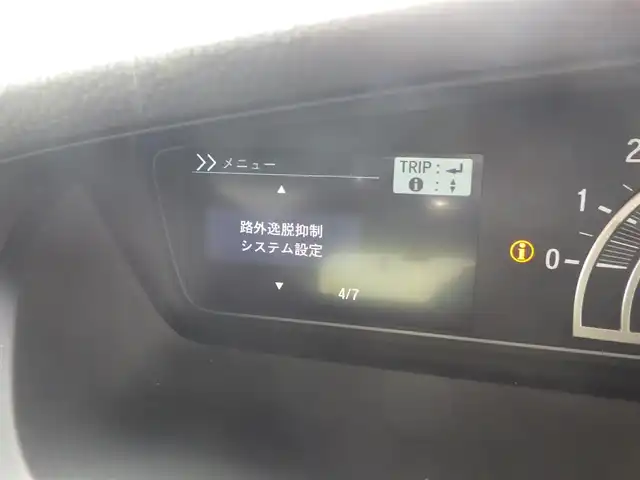 >> メニュー
TRIP : ↵
i : ▲▼
▲
路外逸脱抑制
システム設定
▼
4/7
i
0
1
2